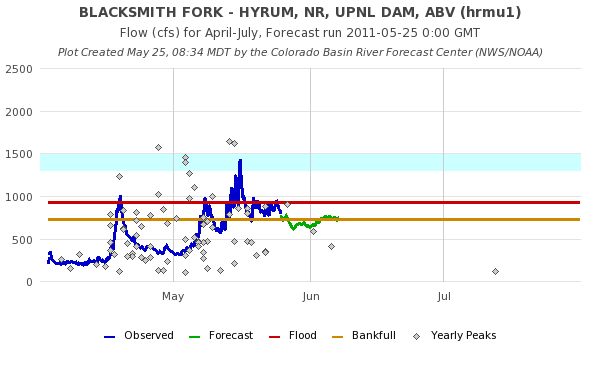 BLACKSMITH FORK - HYRUM, NR, UPNL DAM, ABV (hrmu1)
Flow (cfs) for April-July, Forecast run 2011-05-25 0:00 GMT
Plot Created May 25, 08:34 MDT by the Colorado Basin River Forecast Center (NWS/NOAA)
2500
2000
1500
1000
500
0
May Jun Jul
Observed Forecast Flood Bankfull Yearly Peaks